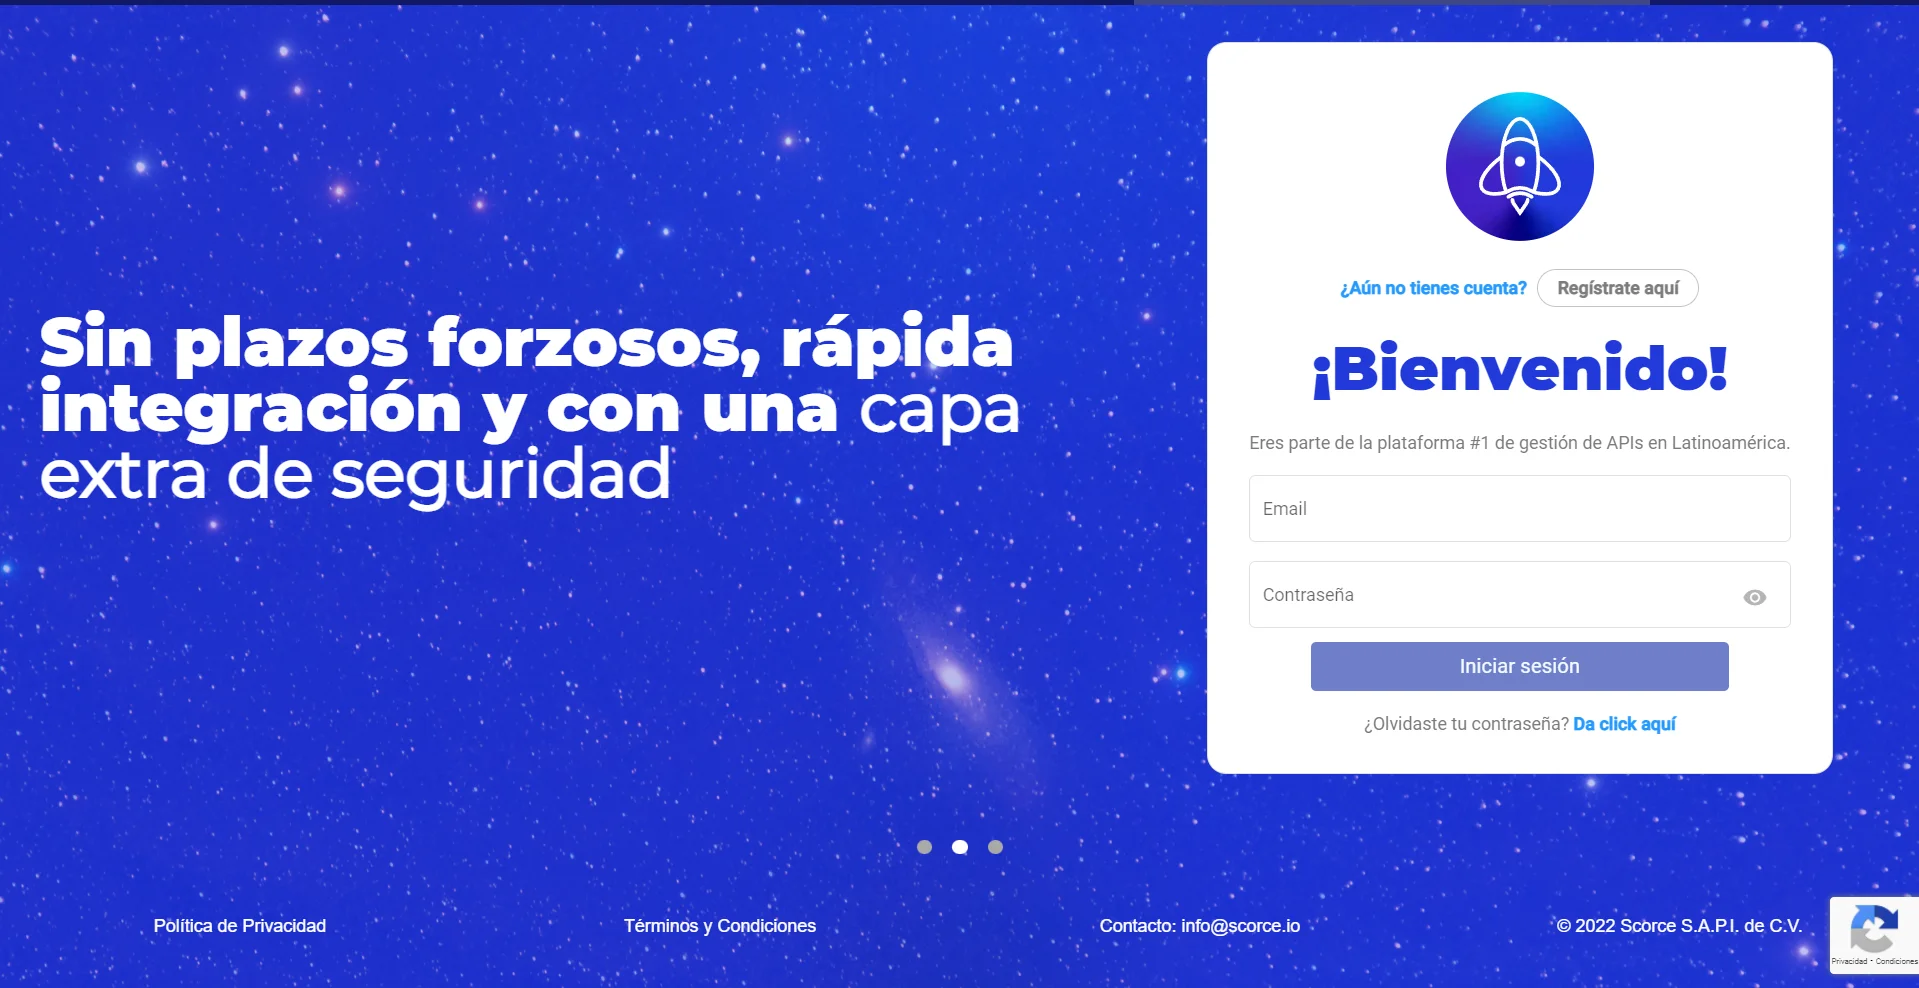 Sin plazos forzosos, rápida
integración y con una capa
extra de seguridad
¿Aún no tienes cuenta? Regístrate aquí
¡Bienvenido!
Eres parte de la plataforma #1 de gestión de APIs en Latinoamérica.
Email
Contraseña
Iniciar sesión
¿Olvidaste tu contraseña? Da click aquí
Política de Privacidad
Términos y Condiciones
Contacto: info@scorce.io
© 2022 Scorce S.A.P.I. de C.V.
Privacidad - Condiciones